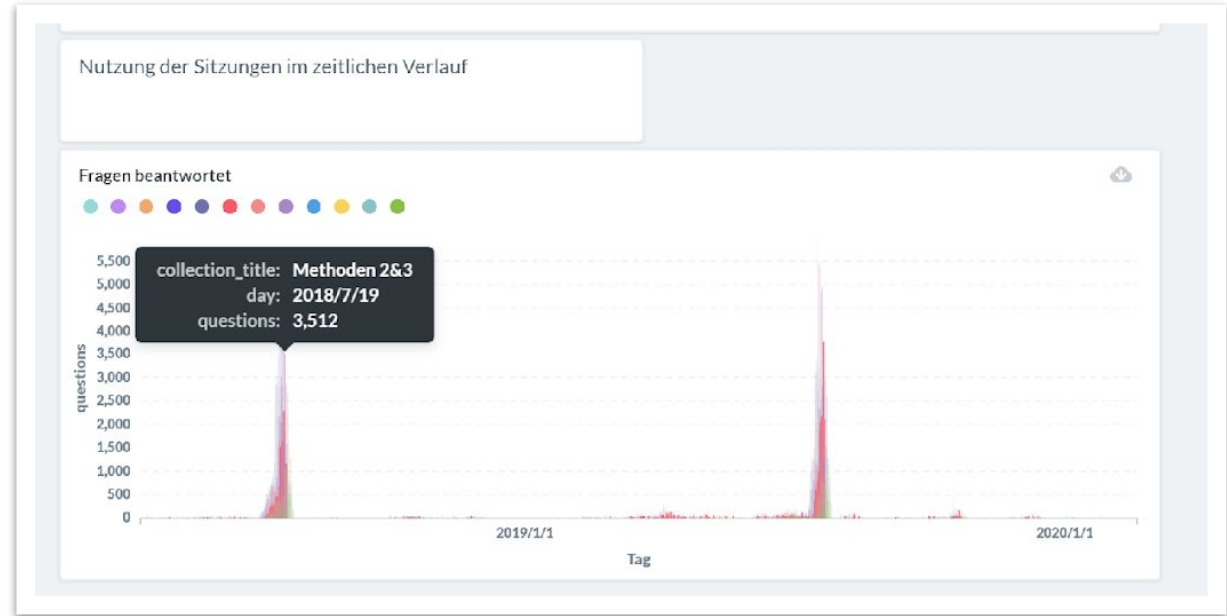 Nutzung der Sitzungen im zeitlichen Verlauf
Fragen beantwortet
5,500
5,000
4,500
4,000
3,500
3,000
2,500
2,000
1,500
1,000
500
0
questions
collection_title: Methoden 2&3
day: 2018/7/19
questions: 3,512
2019/1/1
2020/1/1
Tag